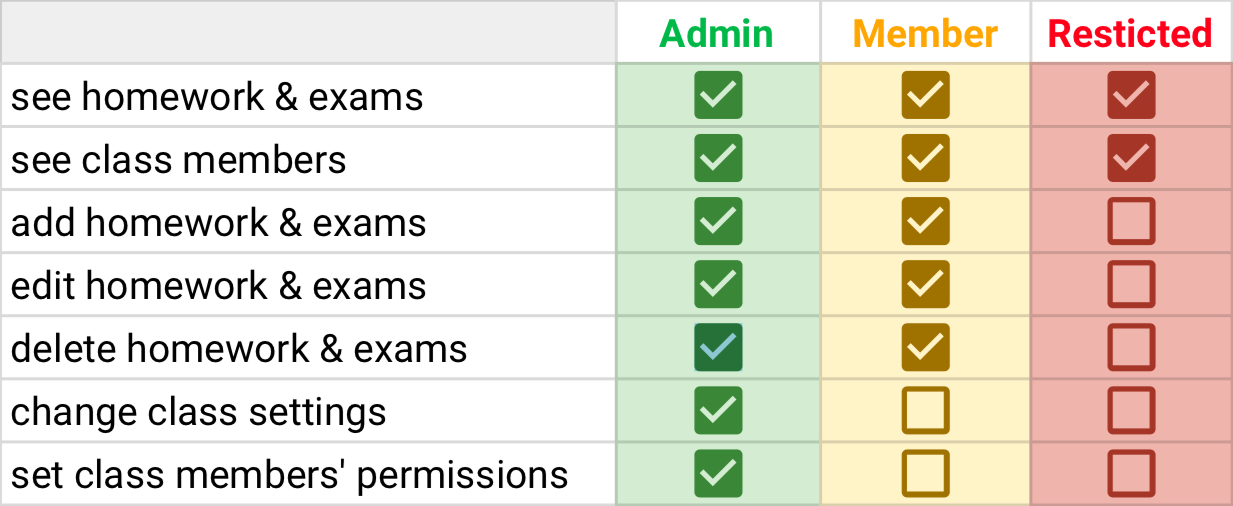 Admin Member Resticted
see homework & exams
see class members
add homework & exams
edit homework & exams
delete homework & exams
change class settings
set class members' permissions